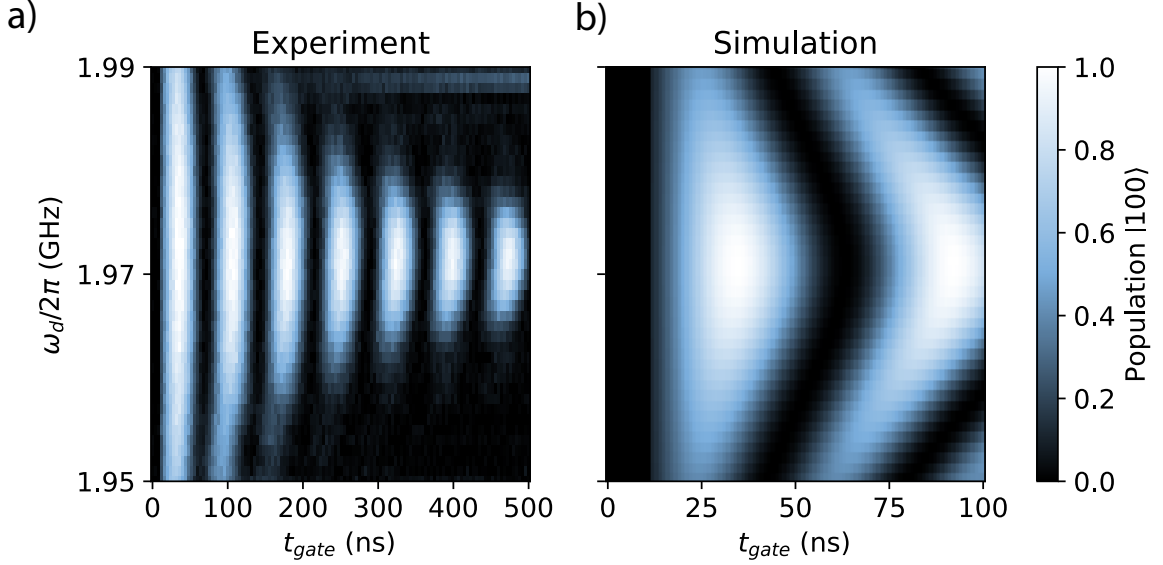 a)
Experiment
1.99
1.97
1.95
ω_d/2π (GHz)
0 100 200 300 400 500
t_gate (ns)
b)
Simulation
0 25 50 75 100
t_gate (ns)
1.0
0.8
0.6
0.4
0.2
0.0
Population |100⟩